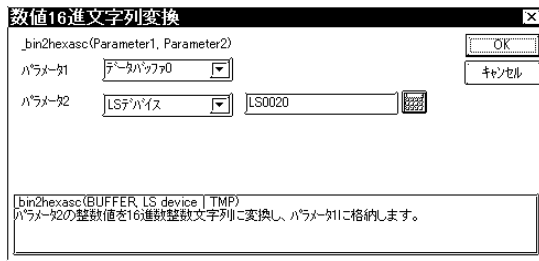 数値16進文字列変換
_bin2hexasc(Parameter1, Parameter2)
OK
パラメータ1
データバッファ0
キャンセル
パラメータ2
LSデバイス
LS0020
_bin2hexasc(BUFFER, LS device | TMP)
パラメータ2の整数値を16進数整数文字列に変換し、パラメータ1に格納します。